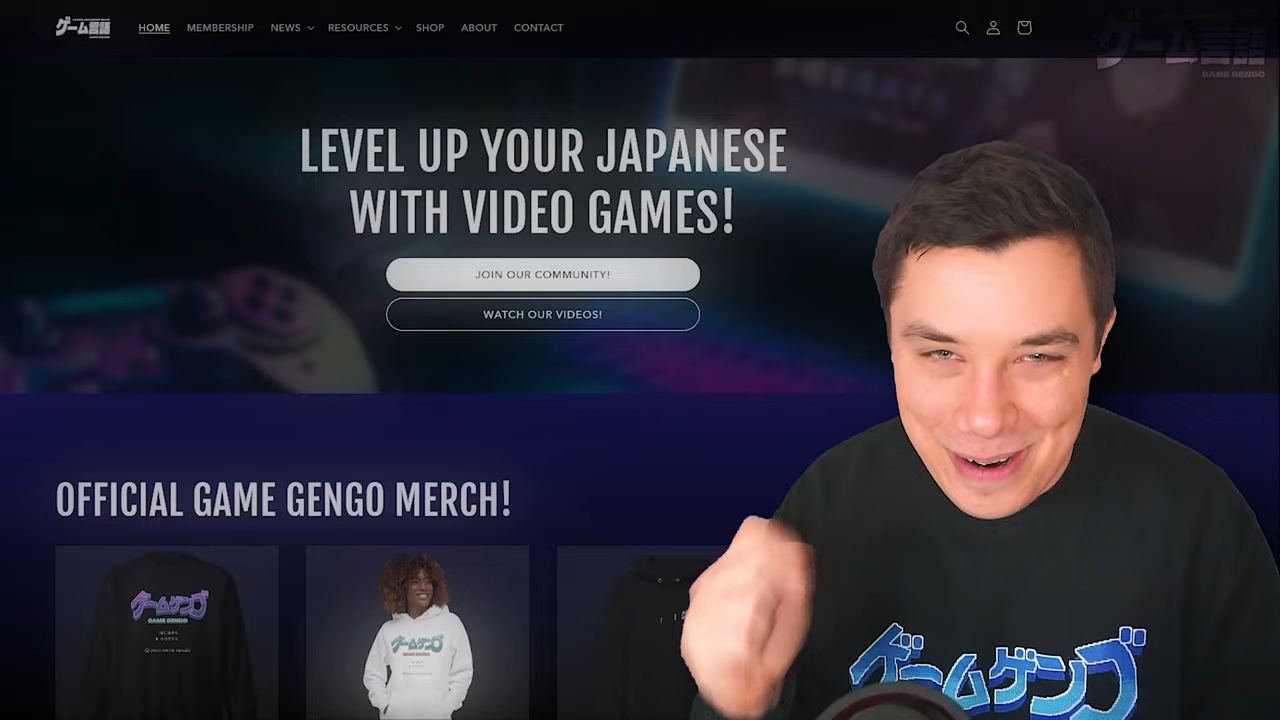 ゲーム言語
HOME MEMBERSHIP NEWS RESOURCES SHOP ABOUT CONTACT
ゲーム言語
GAME GENGO
LEVEL UP YOUR JAPANESE
WITH VIDEO GAMES!
JOIN OUR COMMUNITY!
WATCH OUR VIDEOS!
OFFICIAL GAME GENGO MERCH!
ゲームゲンゴ
GAME GENGO
ゲームゲンゴ
ゲームゲンゴ